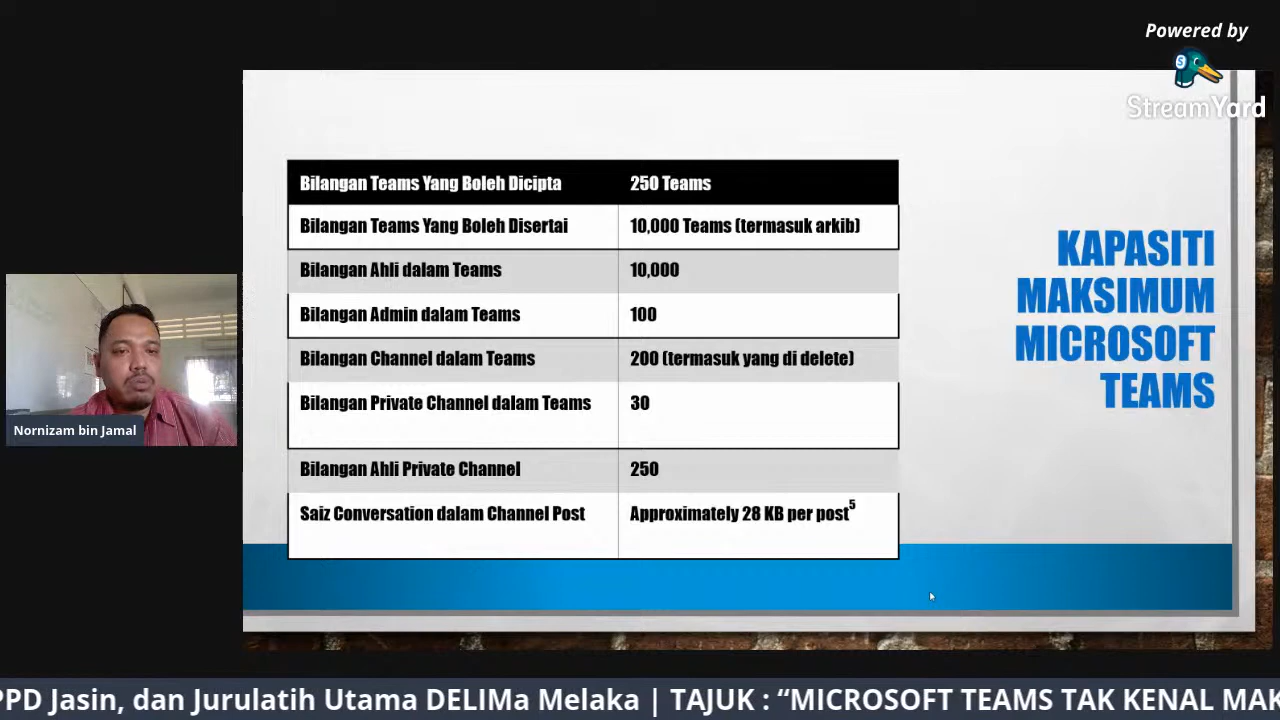 Powered by
StreamYard
Bilangan Teams Yang Boleh Dicipta 250 Teams
Bilangan Teams Yang Boleh Disertai 10,000 Teams (termasuk arkib)
Bilangan Ahli dalam Teams 10,000
Bilangan Admin dalam Teams 100
Bilangan Channel dalam Teams 200 (termasuk yang di delete)
Bilangan Private Channel dalam Teams 30
Bilangan Ahli Private Channel 250
Saiz Conversation dalam Channel Post Approximately 28 KB per post5
KAPASITI
MAKSIMUM
MICROSOFT
TEAMS
Nornizam bin Jamal
PPD Jasin, dan Jurulatih Utama DELIMa Melaka | TAJUK : “MICROSOFT TEAMS TAK KENAL MAK